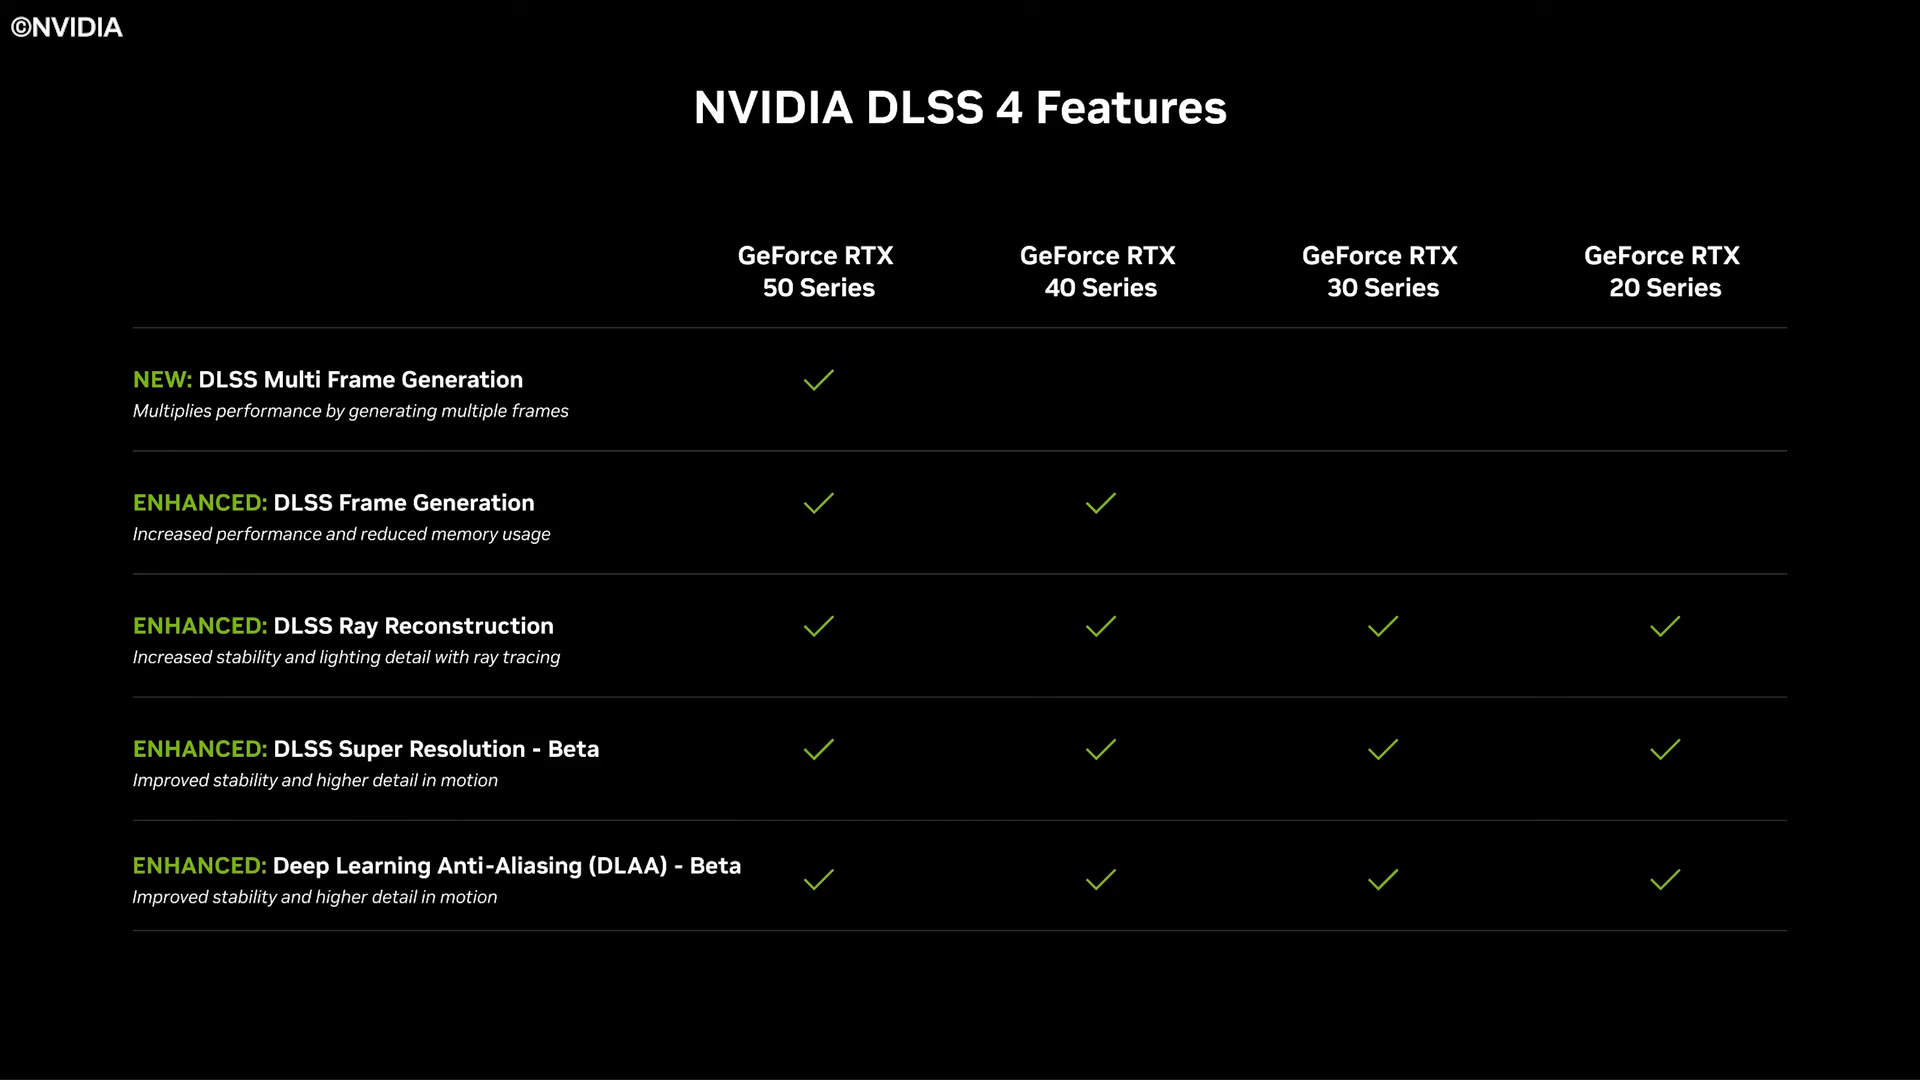 ©NVIDIA
NVIDIA DLSS 4 Features
GeForce RTX 50 Series
GeForce RTX 40 Series
GeForce RTX 30 Series
GeForce RTX 20 Series
NEW: DLSS Multi Frame Generation
Multiplies performance by generating multiple frames
ENHANCED: DLSS Frame Generation
Increased performance and reduced memory usage
ENHANCED: DLSS Ray Reconstruction
Increased stability and lighting detail with ray tracing
ENHANCED: DLSS Super Resolution - Beta
Improved stability and higher detail in motion
ENHANCED: Deep Learning Anti-Aliasing (DLAA) - Beta
Improved stability and higher detail in motion